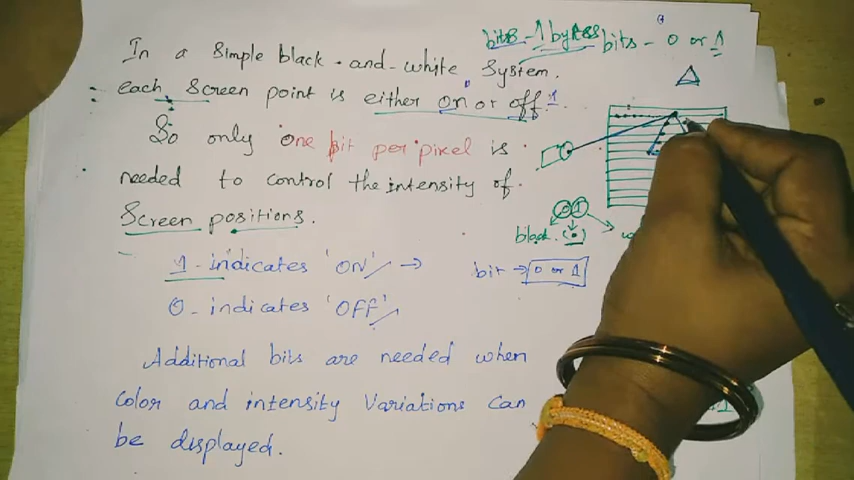 bits - 1 bytes bits - 0 or 1
In a simple black-and-white System.
each Screen point is either on or off 1.
So only one bit per pixel is
needed to control the intensity of
Screen positions.
black
1 - indicates 'ON' → bit → 0 or 1
0 - indicates 'OFF'
Additional bits are needed when
color and intensity Variations can
be displayed.